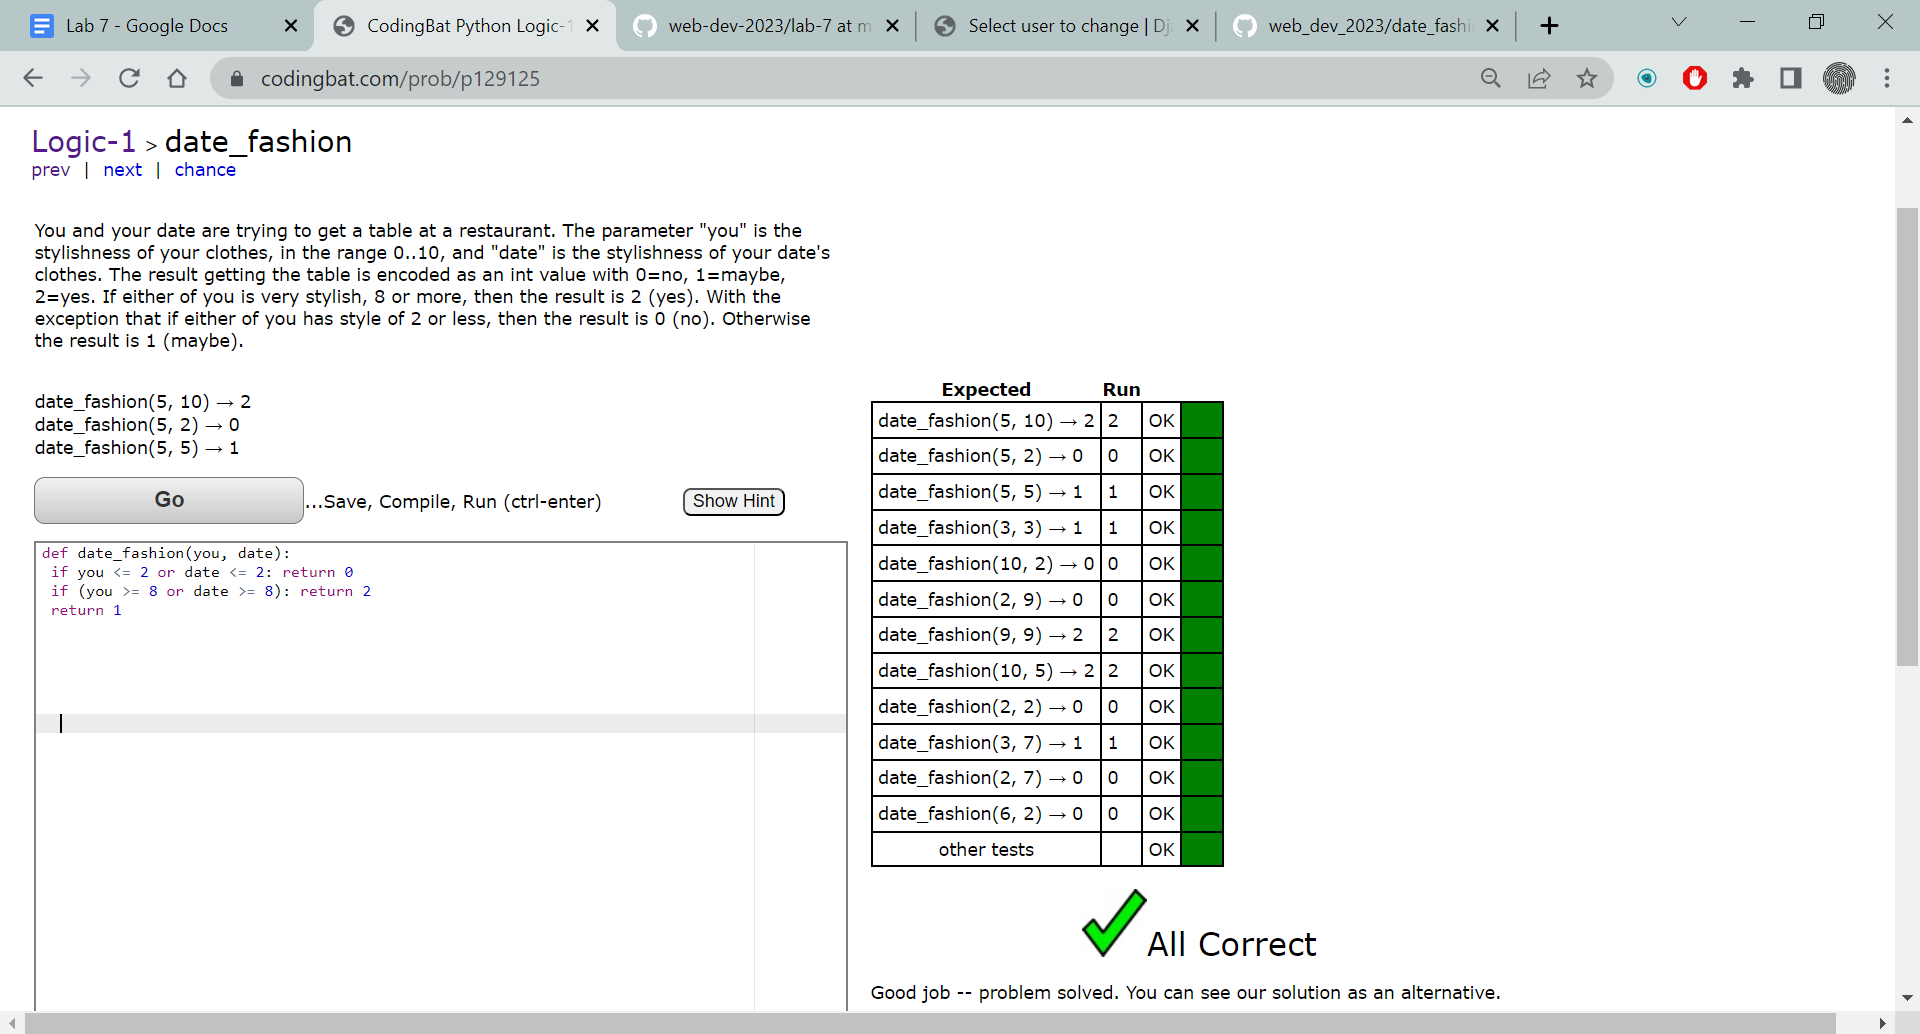 Lab 7 - Google Docs
CodingBat Python Logic-1
web-dev-2023/lab-7 at m
Select user to change | Dj
web_dev_2023/date_fashi
codingbat.com/prob/p129125
Logic-1 > date_fashion
prev | next | chance
You and your date are trying to get a table at a restaurant. The parameter "you" is the
stylishness of your clothes, in the range 0..10, and "date" is the stylishness of your date's
clothes. The result getting the table is encoded as an int value with 0=no, 1=maybe,
2=yes. If either of you is very stylish, 8 or more, then the result is 2 (yes). With the
exception that if either of you has style of 2 or less, then the result is 0 (no). Otherwise
the result is 1 (maybe).
date_fashion(5, 10) → 2
date_fashion(5, 2) → 0
date_fashion(5, 5) → 1
Go ...Save, Compile, Run (ctrl-enter) Show Hint
def date_fashion(you, date):
if you <= 2 or date <= 2: return 0
if (you >= 8 or date >= 8): return 2
return 1
Expected Run
date_fashion(5, 10) → 2 2 OK
date_fashion(5, 2) → 0 0 OK
date_fashion(5, 5) → 1 1 OK
date_fashion(3, 3) → 1 1 OK
date_fashion(10, 2) → 0 0 OK
date_fashion(2, 9) → 0 0 OK
date_fashion(9, 9) → 2 2 OK
date_fashion(10, 5) → 2 2 OK
date_fashion(2, 2) → 0 0 OK
date_fashion(3, 7) → 1 1 OK
date_fashion(2, 7) → 0 0 OK
date_fashion(6, 2) → 0 0 OK
other tests OK
All Correct
Good job -- problem solved. You can see our solution as an alternative.